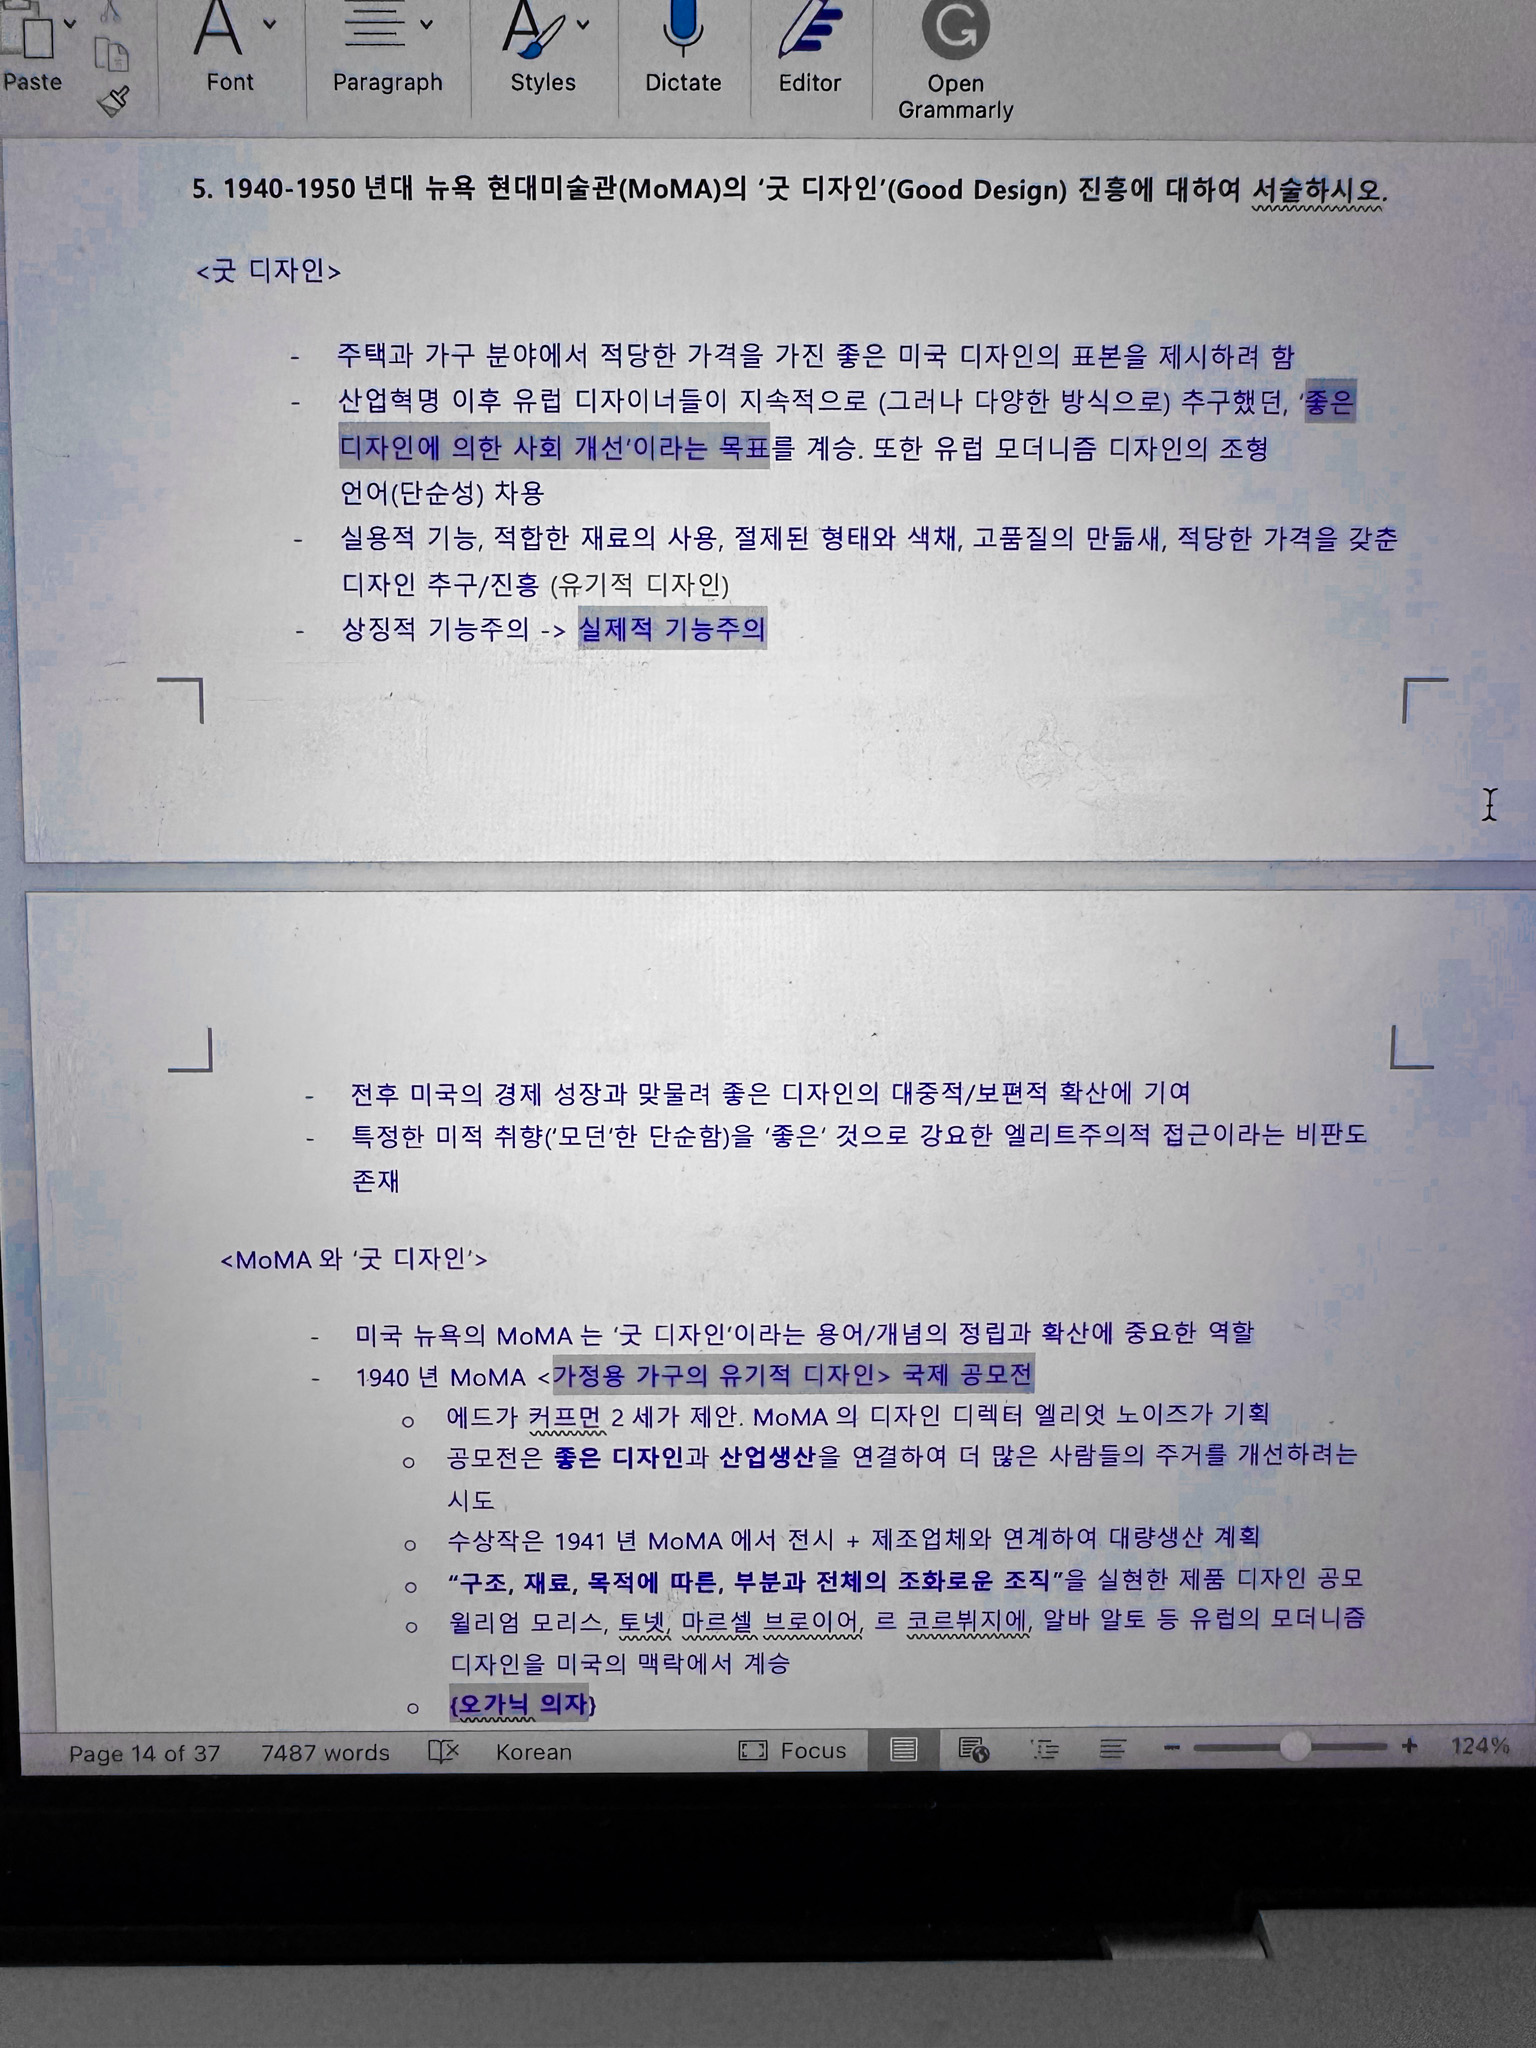 Paste
Font
Paragraph
Styles
Dictate
Editor
Open
Grammarly
5. 1940-1950 년대 뉴욕 현대미술관(MoMA)의 ‘굿 디자인’(Good Design) 진흥에 대하여 서술하시오.
<굿 디자인>
- 주택과 가구 분야에서 적당한 가격을 가진 좋은 미국 디자인의 표본을 제시하려 함
- 산업혁명 이후 유럽 디자이너들이 지속적으로 (그러나 다양한 방식으로) 추구했던, ‘좋은
디자인에 의한 사회 개선’이라는 목표를 계승. 또한 유럽 모더니즘 디자인의 조형
언어(단순성) 차용
- 실용적 기능, 적합한 재료의 사용, 절제된 형태와 색채, 고품질의 만듦새, 적당한 가격을 갖춘
디자인 추구/진흥 (유기적 디자인)
- 상징적 기능주의 -> 실제적 기능주의
- 전후 미국의 경제 성장과 맞물려 좋은 디자인의 대중적/보편적 확산에 기여
- 특정한 미적 취향(‘모던’한 단순함)을 ‘좋은’ 것으로 강요한 엘리트주의적 접근이라는 비판도
존재
<MoMA 와 ‘굿 디자인’>
- 미국 뉴욕의 MoMA 는 ‘굿 디자인’이라는 용어/개념의 정립과 확산에 중요한 역할
- 1940 년 MoMA <가정용 가구의 유기적 디자인> 국제 공모전
o 에드가 커프먼 2 세가 제안. MoMA 의 디자인 디렉터 엘리엇 노이즈가 기획
o 공모전은 좋은 디자인과 산업생산을 연결하여 더 많은 사람들의 주거를 개선하려는
시도
o 수상작은 1941 년 MoMA 에서 전시 + 제조업체와 연계하여 대량생산 계획
o “구조, 재료, 목적에 따른, 부분과 전체의 조화로운 조직”을 실현한 제품 디자인 공모
o 윌리엄 모리스, 토넷, 마르셀 브로이어, 르 코르뷔지에, 알바 알토 등 유럽의 모더니즘
디자인을 미국의 맥락에서 계승
o {오가닉 의자}
Page 14 of 37 7487 words Korean Focus 124%